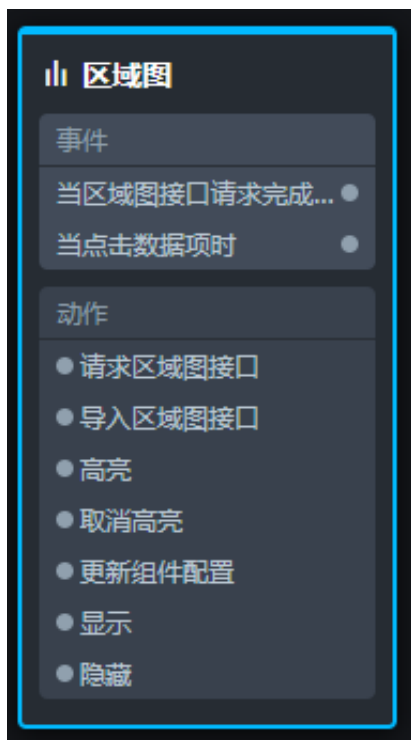 区域图
事件
当区域图接口请求完成...
当点击数据项时
动作
请求区域图接口
导入区域图接口
高亮
取消高亮
更新组件配置
显示
隐藏